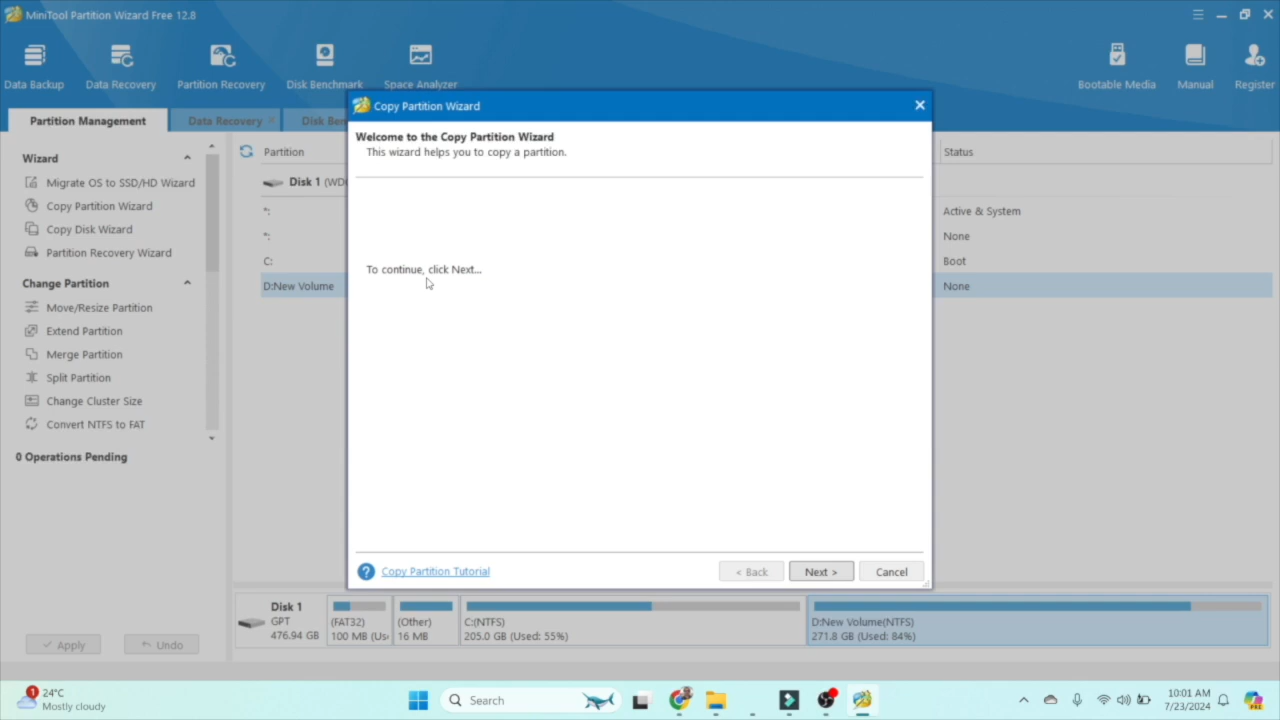 MiniTool Partition Wizard Free 12.8
Data Backup
Data Recovery
Partition Recovery
Disk Benchmark
Space Analyzer
Bootable Media
Manual
Register
Partition Management
Data Recovery
Disk Ben
Copy Partition Wizard
Welcome to the Copy Partition Wizard
This wizard helps you to copy a partition.
To continue, click Next...
Copy Partition Tutorial
< Back
Next >
Cancel
Wizard
Migrate OS to SSD/HD Wizard
Copy Partition Wizard
Copy Disk Wizard
Partition Recovery Wizard
Change Partition
Move/Resize Partition
Extend Partition
Merge Partition
Split Partition
Change Cluster Size
Convert NTFS to FAT
0 Operations Pending
Apply
Undo
Partition
Status
Disk 1 (WD
*:
Active & System
*:
None
C:
Boot
D:New Volume
None
Disk 1
GPT
476.94 GB
(FAT32)
100 MB (Us
(Other)
16 MB
C:(NTFS)
205.0 GB (Used: 55%)
D:New Volume(NTFS)
271.8 GB (Used: 84%)
1
24°C
Mostly cloudy
Search
10:01 AM
7/23/2024